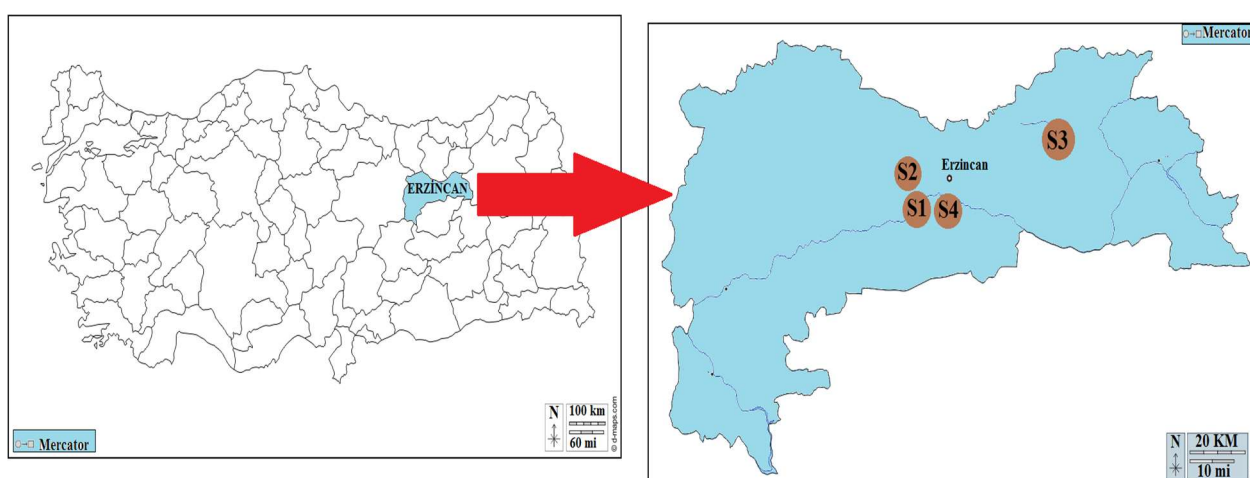 ERZİNCAN
N
100 km
60 mi
© d-maps.com
Mercator
Mercator
S3
Erzincan
S2
S1
S4
N
20 KM
10 mi